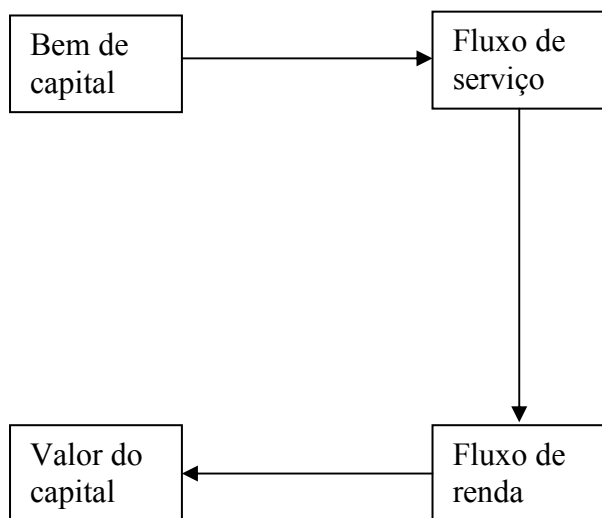 Bem de
capital
Fluxo de
serviço
Valor do
capital
Fluxo de
renda